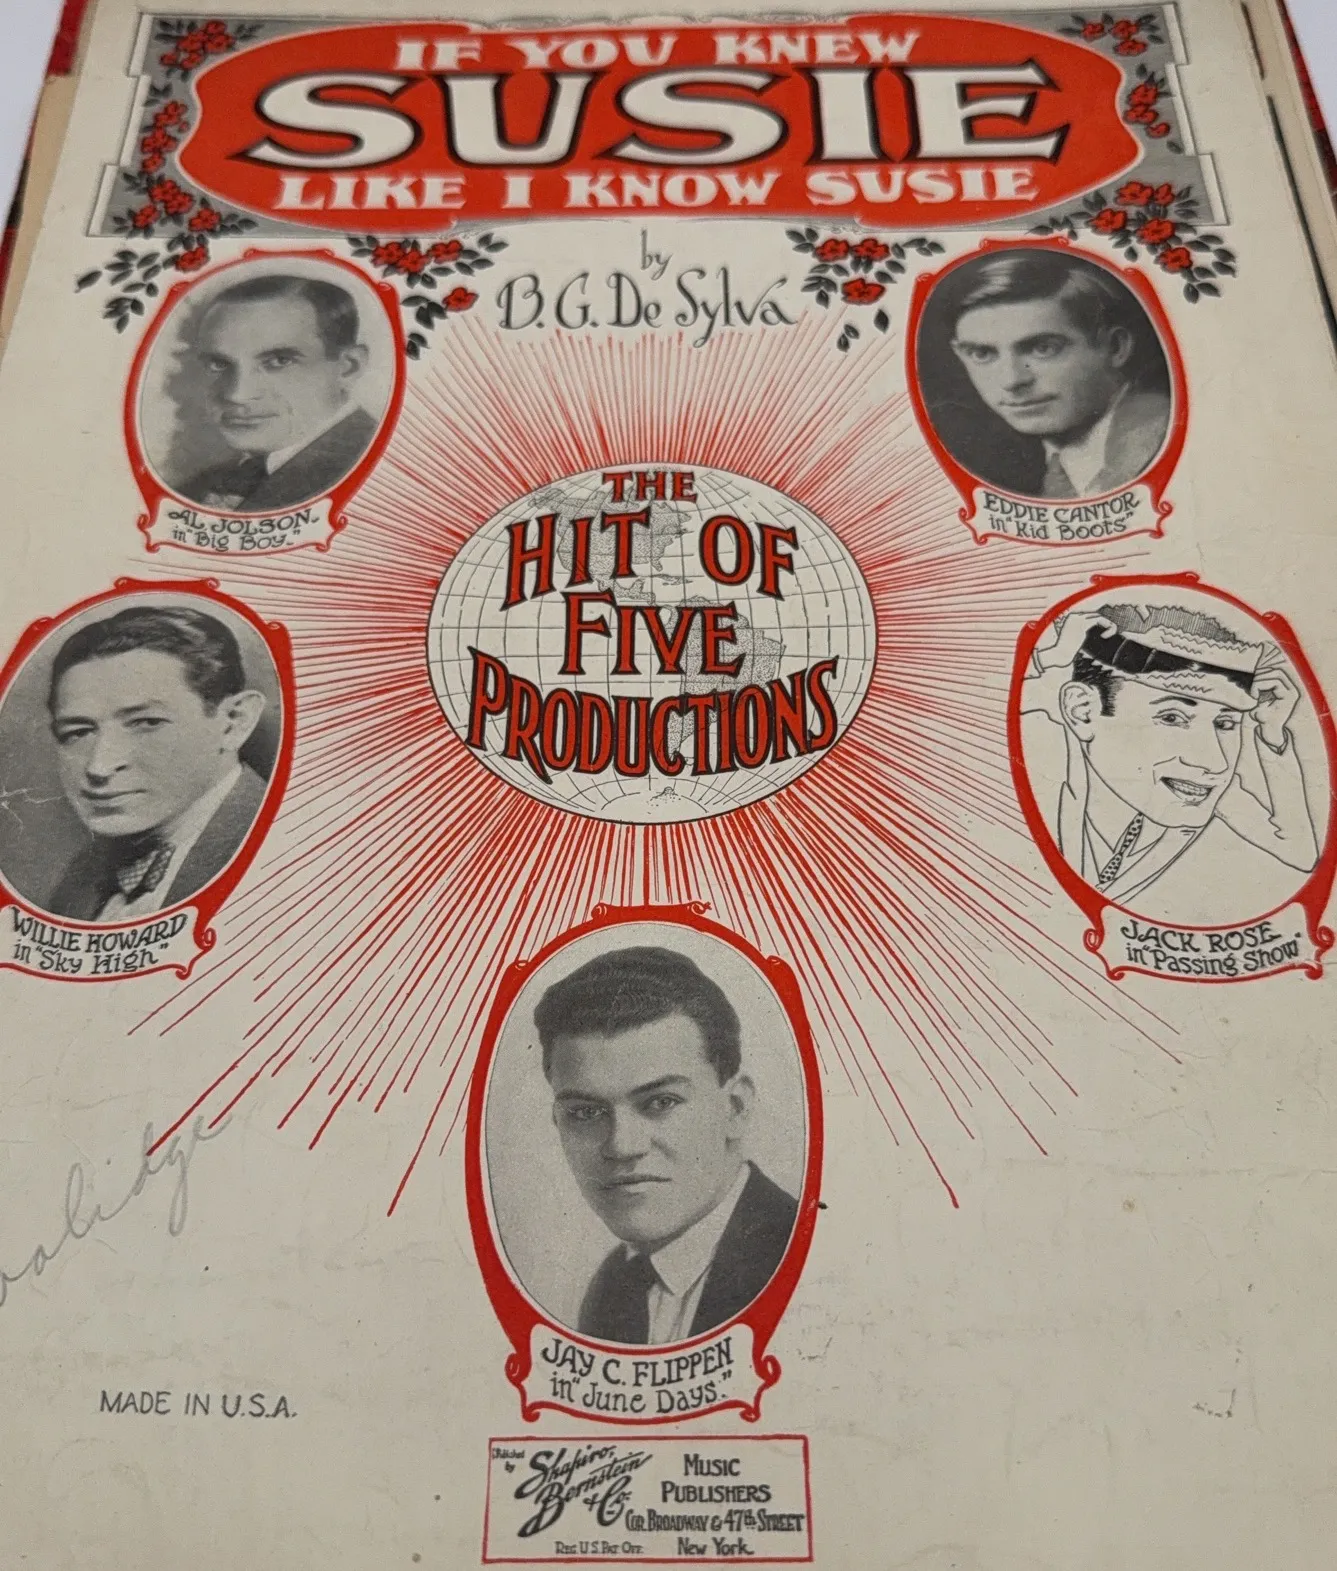 IF YOU KNEW
SUSIE
LIKE I KNOW SUSIE
by
B. G. De Sylva
AL JOLSON
in "Big Boy."
EDDIE CANTOR
in "Kid Boots"
THE
HIT OF
FIVE
PRODUCTIONS
WILLIE HOWARD
in "Sky High"
JACK ROSE
in "Passing Show"
JAY C. FLIPPEN
in "June Days."
MADE IN U.S.A.
Published
by
Shapiro,
Bernstein
& Co.
MUSIC
PUBLISHERS
COR. BROADWAY & 47th STREET
New York
REG. U.S. PAT. OFF.